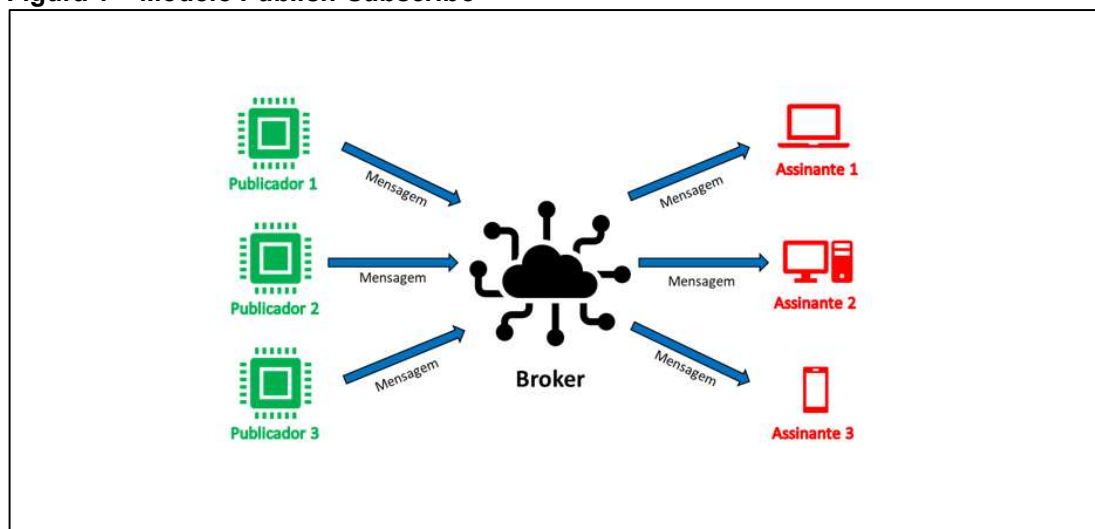 Figura 1 – Modelo Publish-Subscribe
Publicador 1
Mensagem
Mensagem
Assinante 1
Publicador 2
Mensagem
Mensagem
Assinante 2
Publicador 3
Mensagem
Broker
Mensagem
Assinante 3